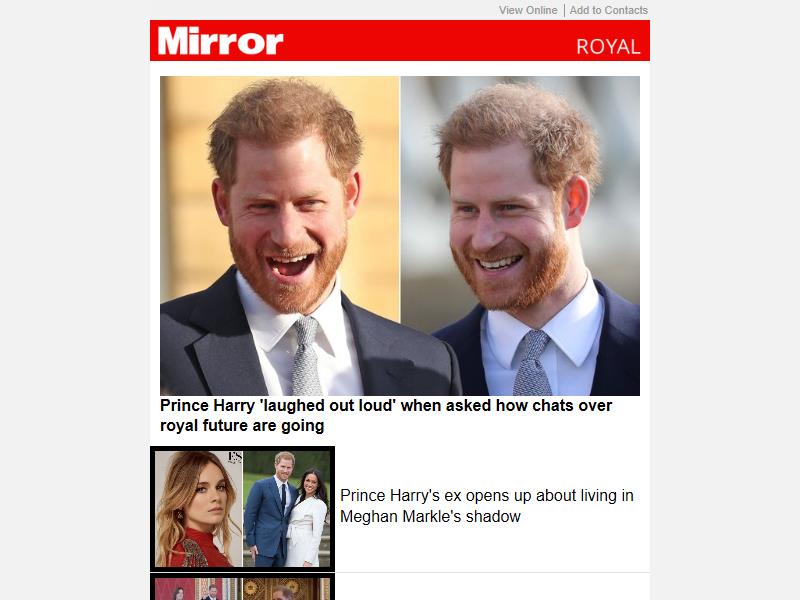 View Online | Add to Contacts
Mirror
ROYAL
Prince Harry 'laughed out loud' when asked how chats over
royal future are going
ES
Prince Harry's ex opens up about living in
Meghan Markle's shadow